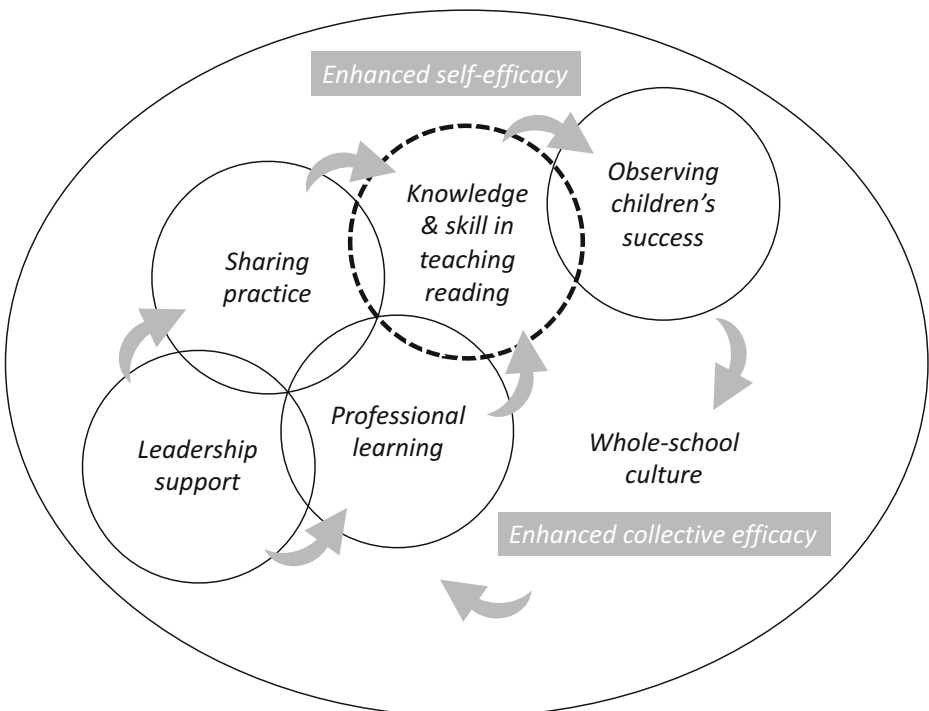 Enhanced self-efficacy
Observing
children’s
success
Knowledge
& skill in
teaching
reading
Sharing
practice
Professional
learning
Leadership
support
Whole-school
culture
Enhanced collective efficacy